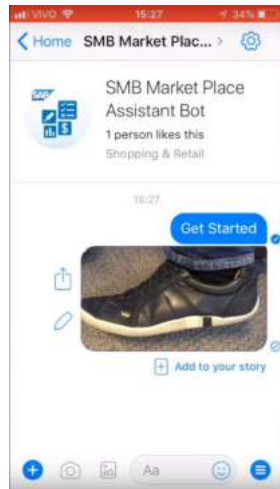 VIVO 15:27 34%
Home SMB Market Plac...
SAP
SMB Market Place
Assistant Bot
1 person likes this
Shopping & Retail
15:27
Get Started
Add to your story
Aa